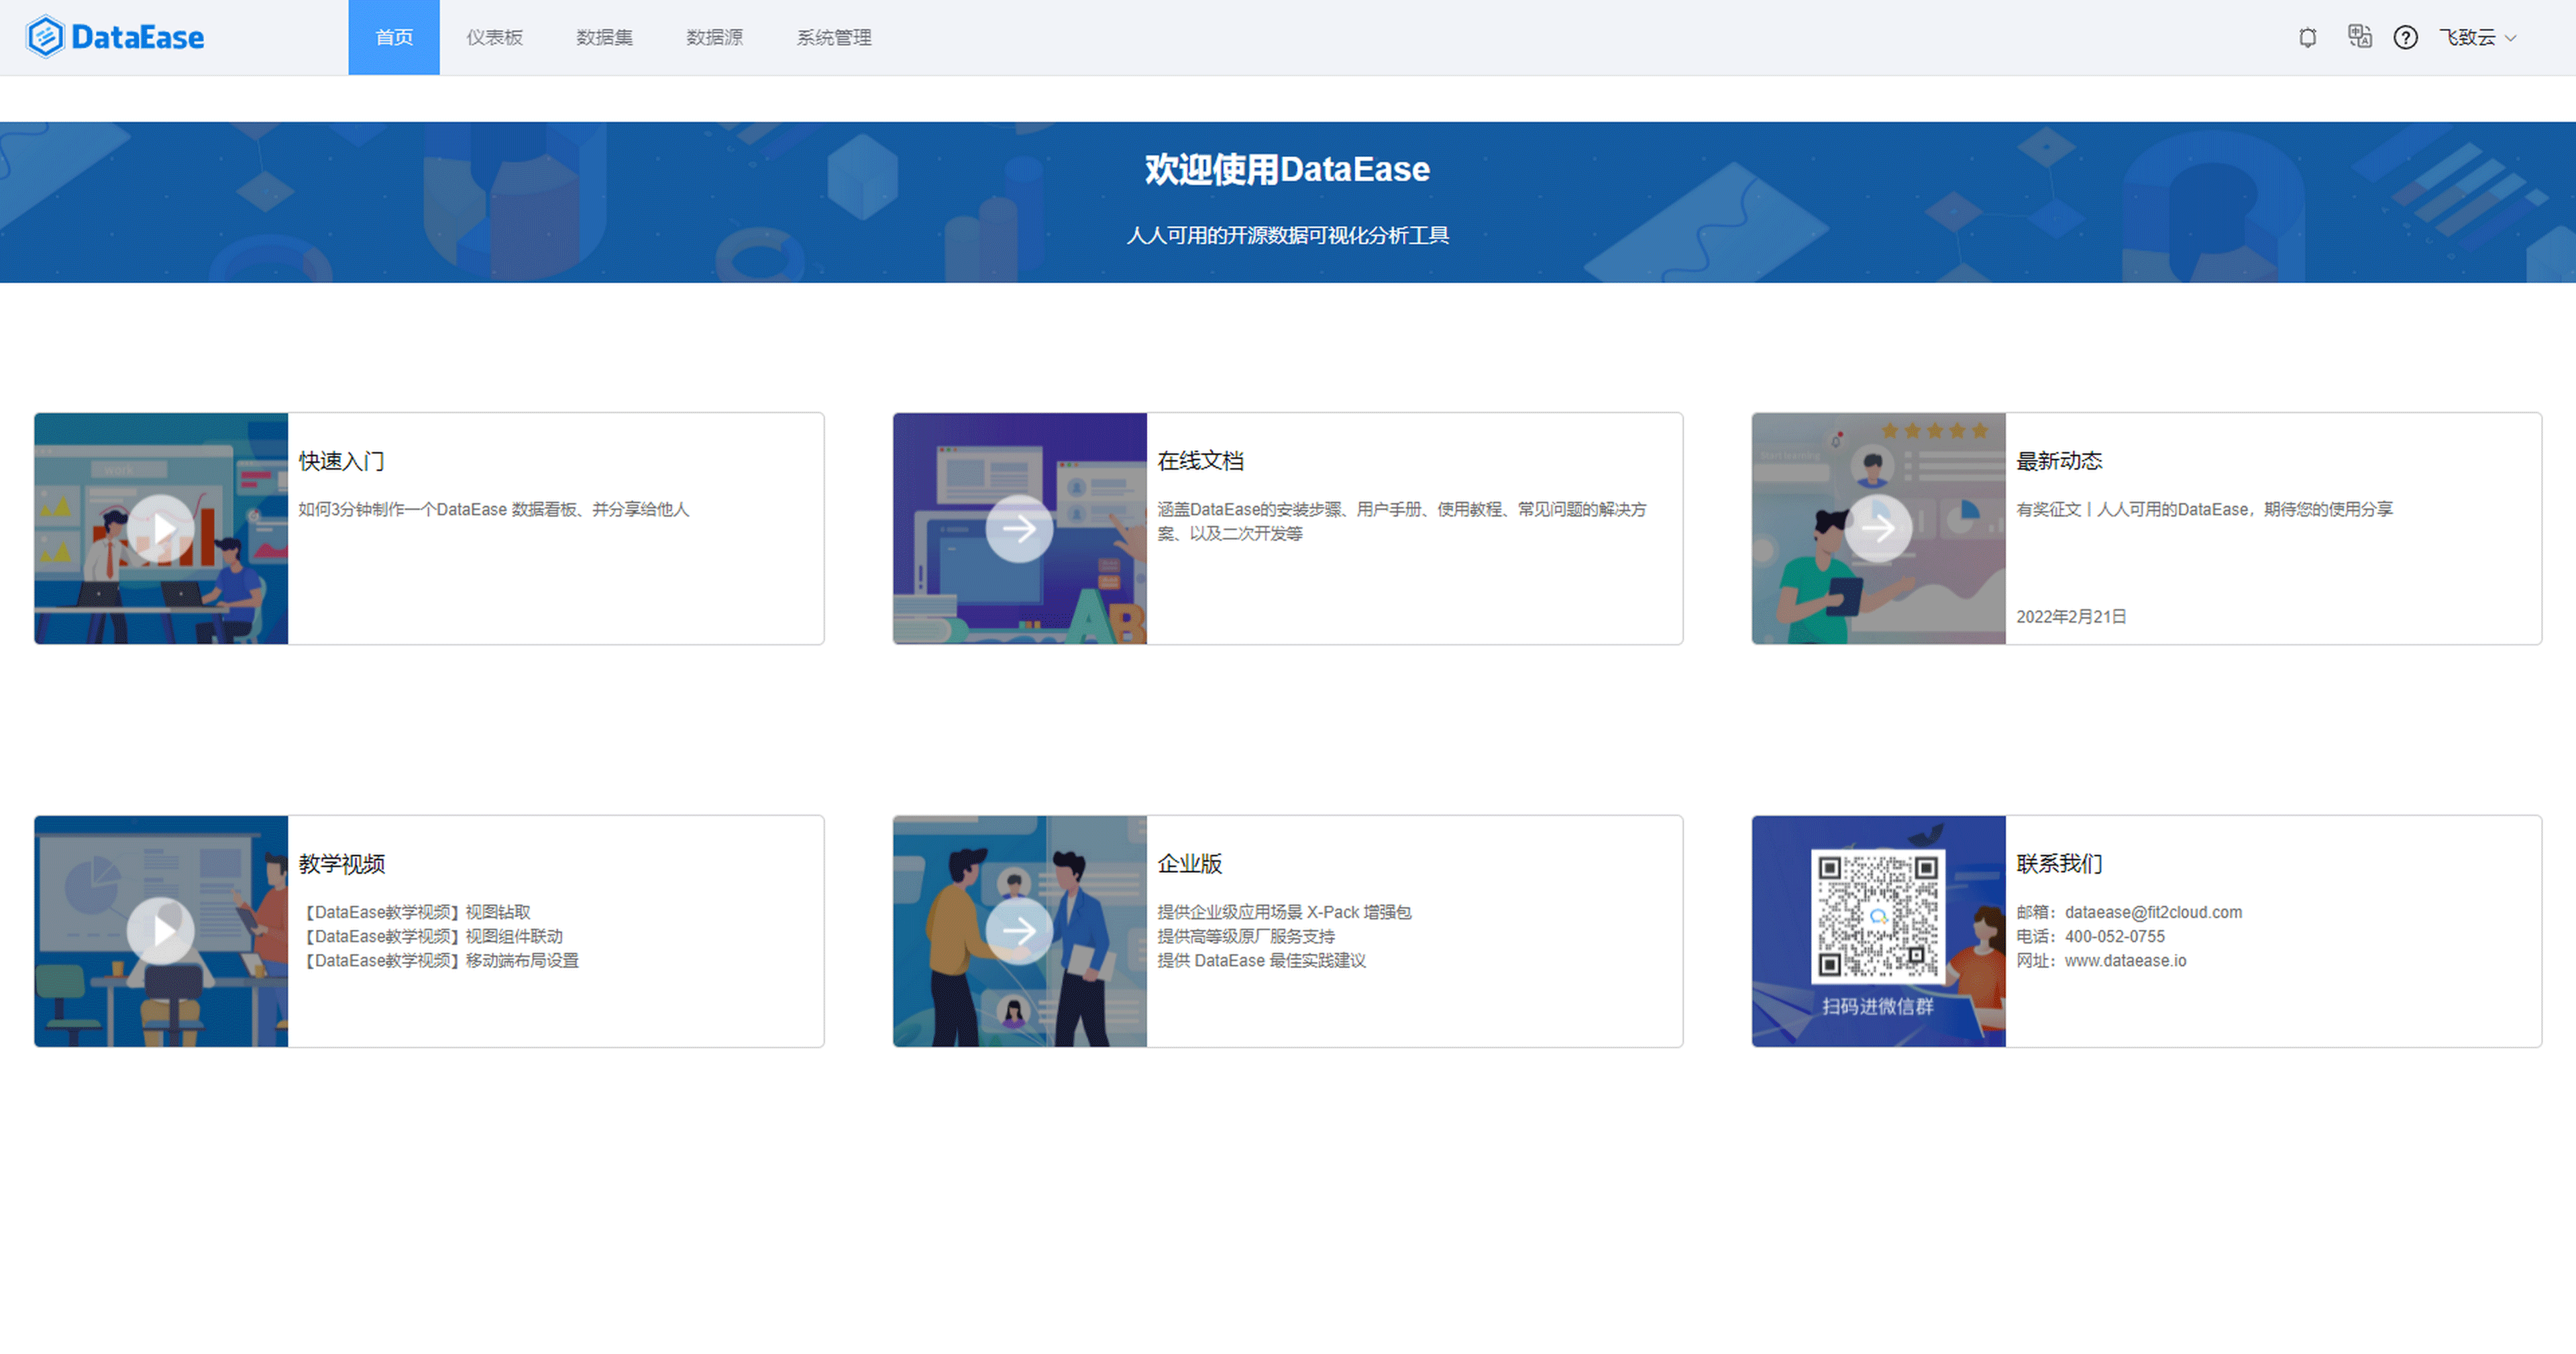 DataEase
首页
仪表板
数据集
数据源
系统管理
飞致云
欢迎使用DataEase
人人可用的开源数据可视化分析工具
work
快速入门
如何3分钟制作一个DataEase 数据看板、并分享给他人
在线文档
涵盖DataEase的安装步骤、用户手册、使用教程、常见问题的解决方
案、以及二次开发等
A
B
最新动态
有奖征文丨人人可用的DataEase，期待您的使用分享
2022年2月21日
教学视频
【DataEase教学视频】视图钻取
【DataEase教学视频】视图组件联动
【DataEase教学视频】移动端布局设置
企业版
提供企业级应用场景 X-Pack 增强包
提供高等级原厂服务支持
提供 DataEase 最佳实践建议
扫码进微信群
联系我们
邮箱：dataease@fit2cloud.com
电话：400-052-0755
网址：www.dataease.io